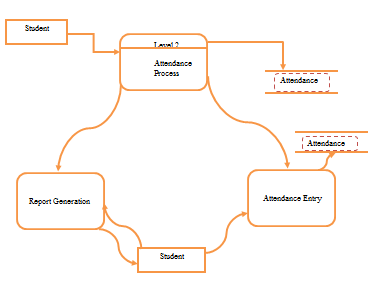 Student
Level 2
Attendance
Process
Attendance
Attendance
Report Generation
Attendance Entry
Student